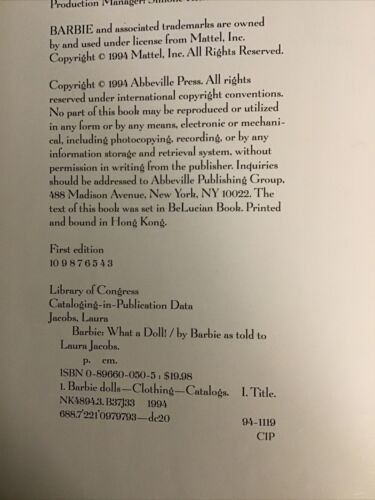 Production Manager:
BARBIE and associated trademarks are owned
by and used under license from Mattel, Inc.
Copyright © 1994 Mattel, Inc. All Rights Reserved.
Copyright © 1994 Abbeville Press. All rights
reserved under international copyright conventions.
No part of this book may be reproduced or utilized
in any form or by any means, electronic or mechani-
cal, including photocopying, recording, or by any
information storage and retrieval system, without
permission in writing from the publisher. Inquiries
should be addressed to Abbeville Publishing Group,
488 Madison Avenue, New York, NY 10022. The
text of this book was set in BeLucian Book. Printed
and bound in Hong Kong.
First edition
10 9 8 7 6 5 4 3
Library of Congress
Cataloging-in-Publication Data
Jacobs, Laura
Barbie: What a Doll! / by Barbie as told to
Laura Jacobs.
p. cm.
ISBN 0-89660-050-5 : $19.98
1. Barbie dolls—Clothing—Catalogs. I. Title.
NK4894.3.B37J33 1994
688.7'221'0979793—dc20 94-1119
CIP